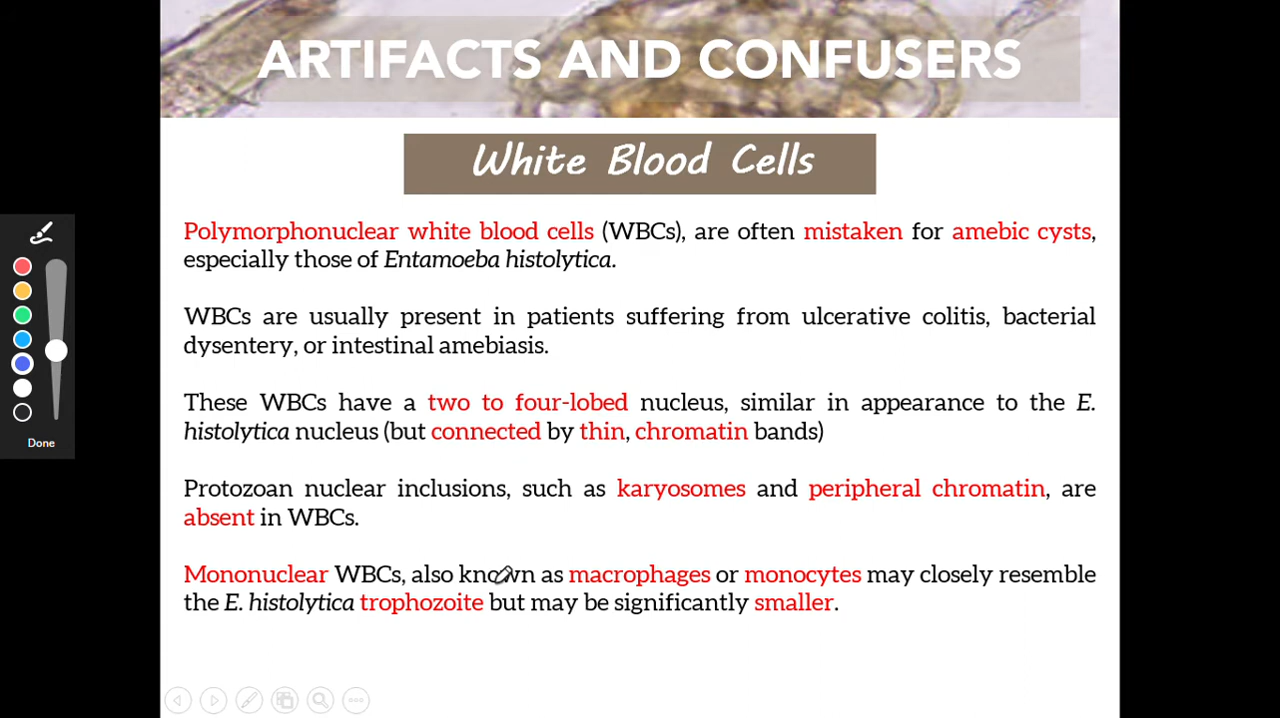 ARTIFACTS AND CONFUSERS
White Blood Cells
Polymorphonuclear white blood cells (WBCs), are often mistaken for amebic cysts,
especially those of Entamoeba histolytica.
WBCs are usually present in patients suffering from ulcerative colitis, bacterial
dysentery, or intestinal amebiasis.
These WBCs have a two to four-lobed nucleus, similar in appearance to the E.
histolytica nucleus (but connected by thin, chromatin bands)
Protozoan nuclear inclusions, such as karyosomes and peripheral chromatin, are
absent in WBCs.
Mononuclear WBCs, also known as macrophages or monocytes may closely resemble
the E. histolytica trophozoite but may be significantly smaller.
Done